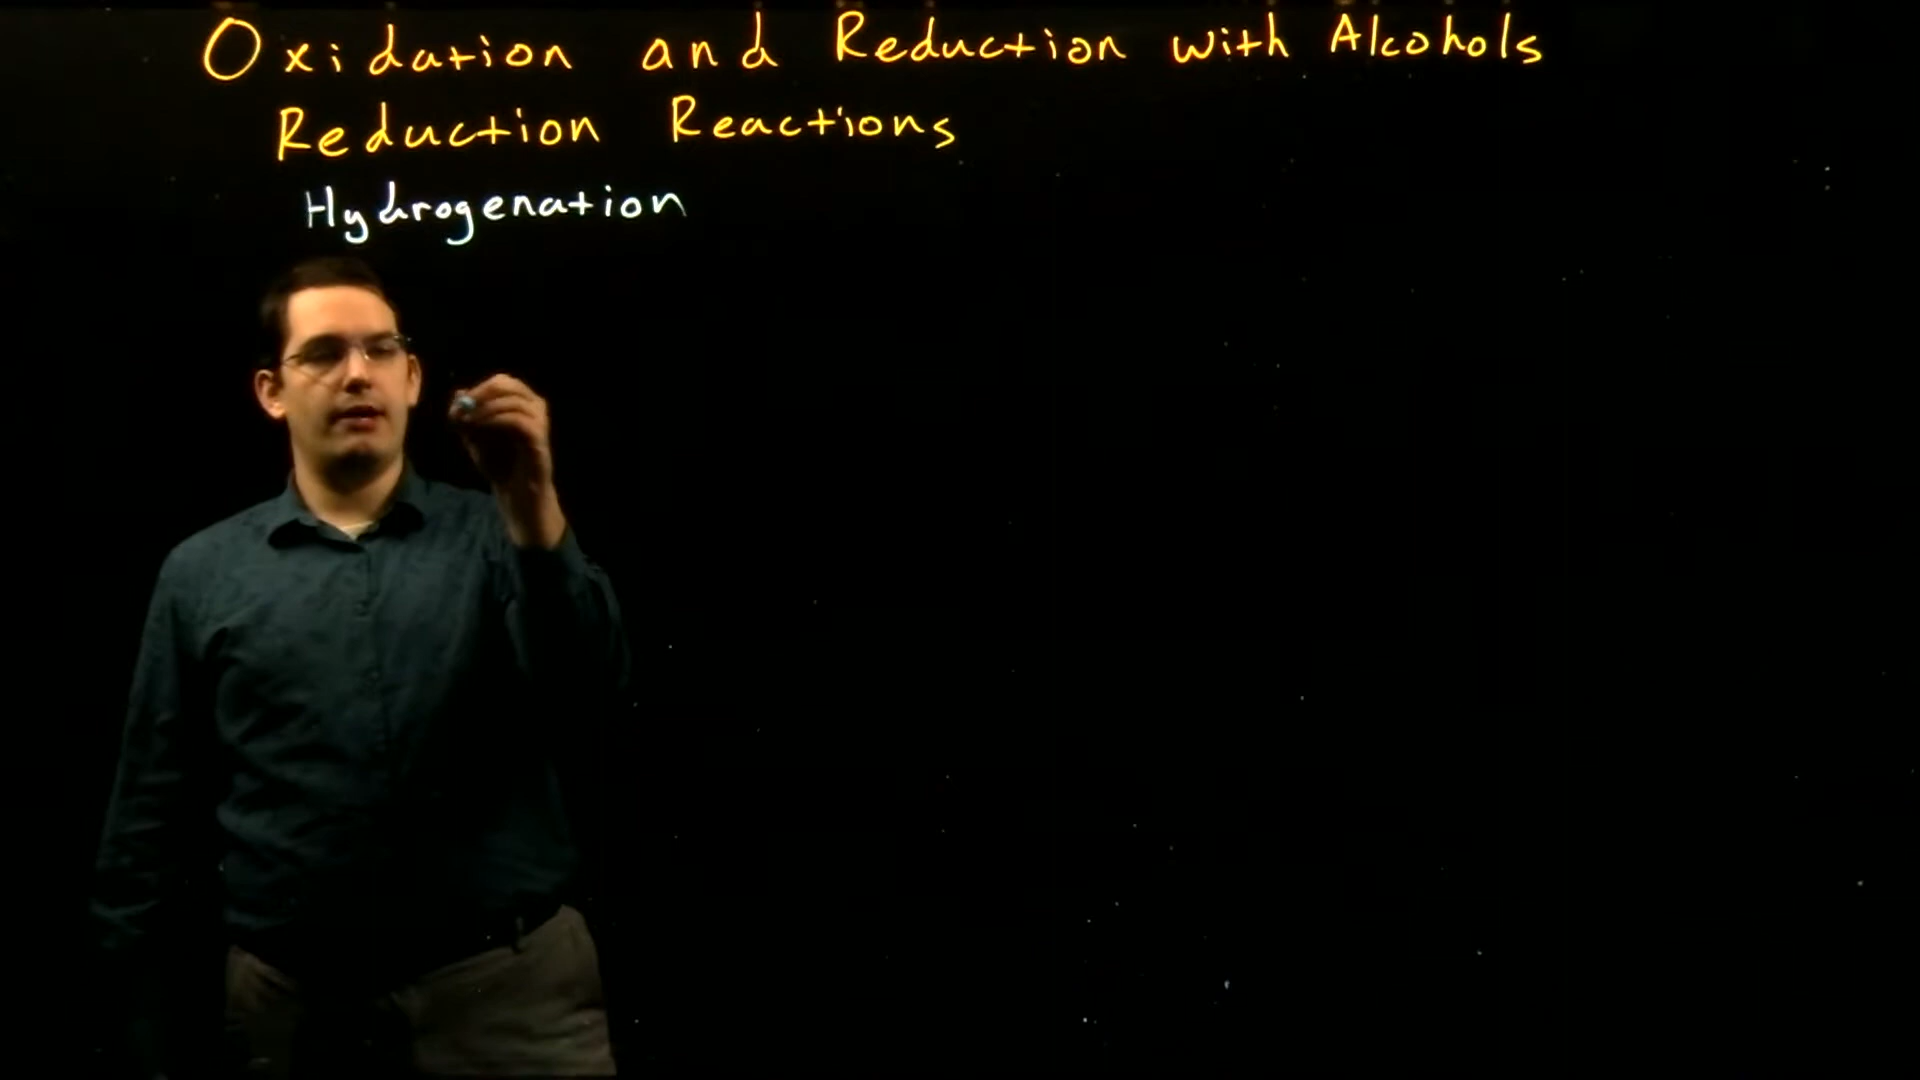 Oxidation and Reduction with Alcohols
Reduction Reactions
Hydrogenation